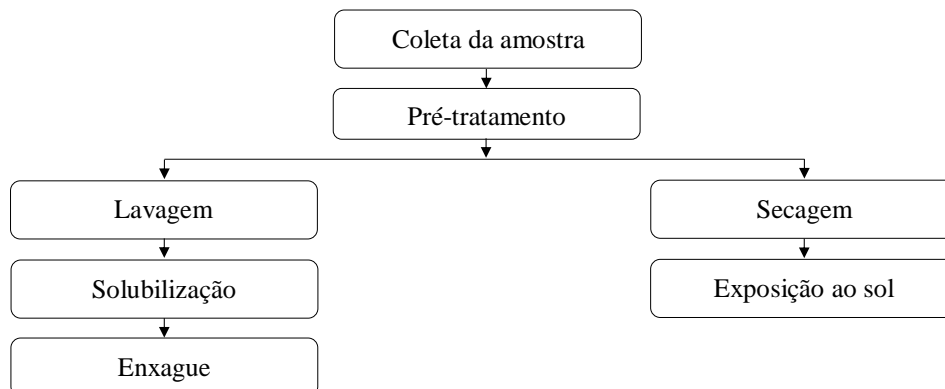 Coleta da amostra
Pré-tratamento
Lavagem
Secagem
Solubilização
Exposição ao sol
Enxague